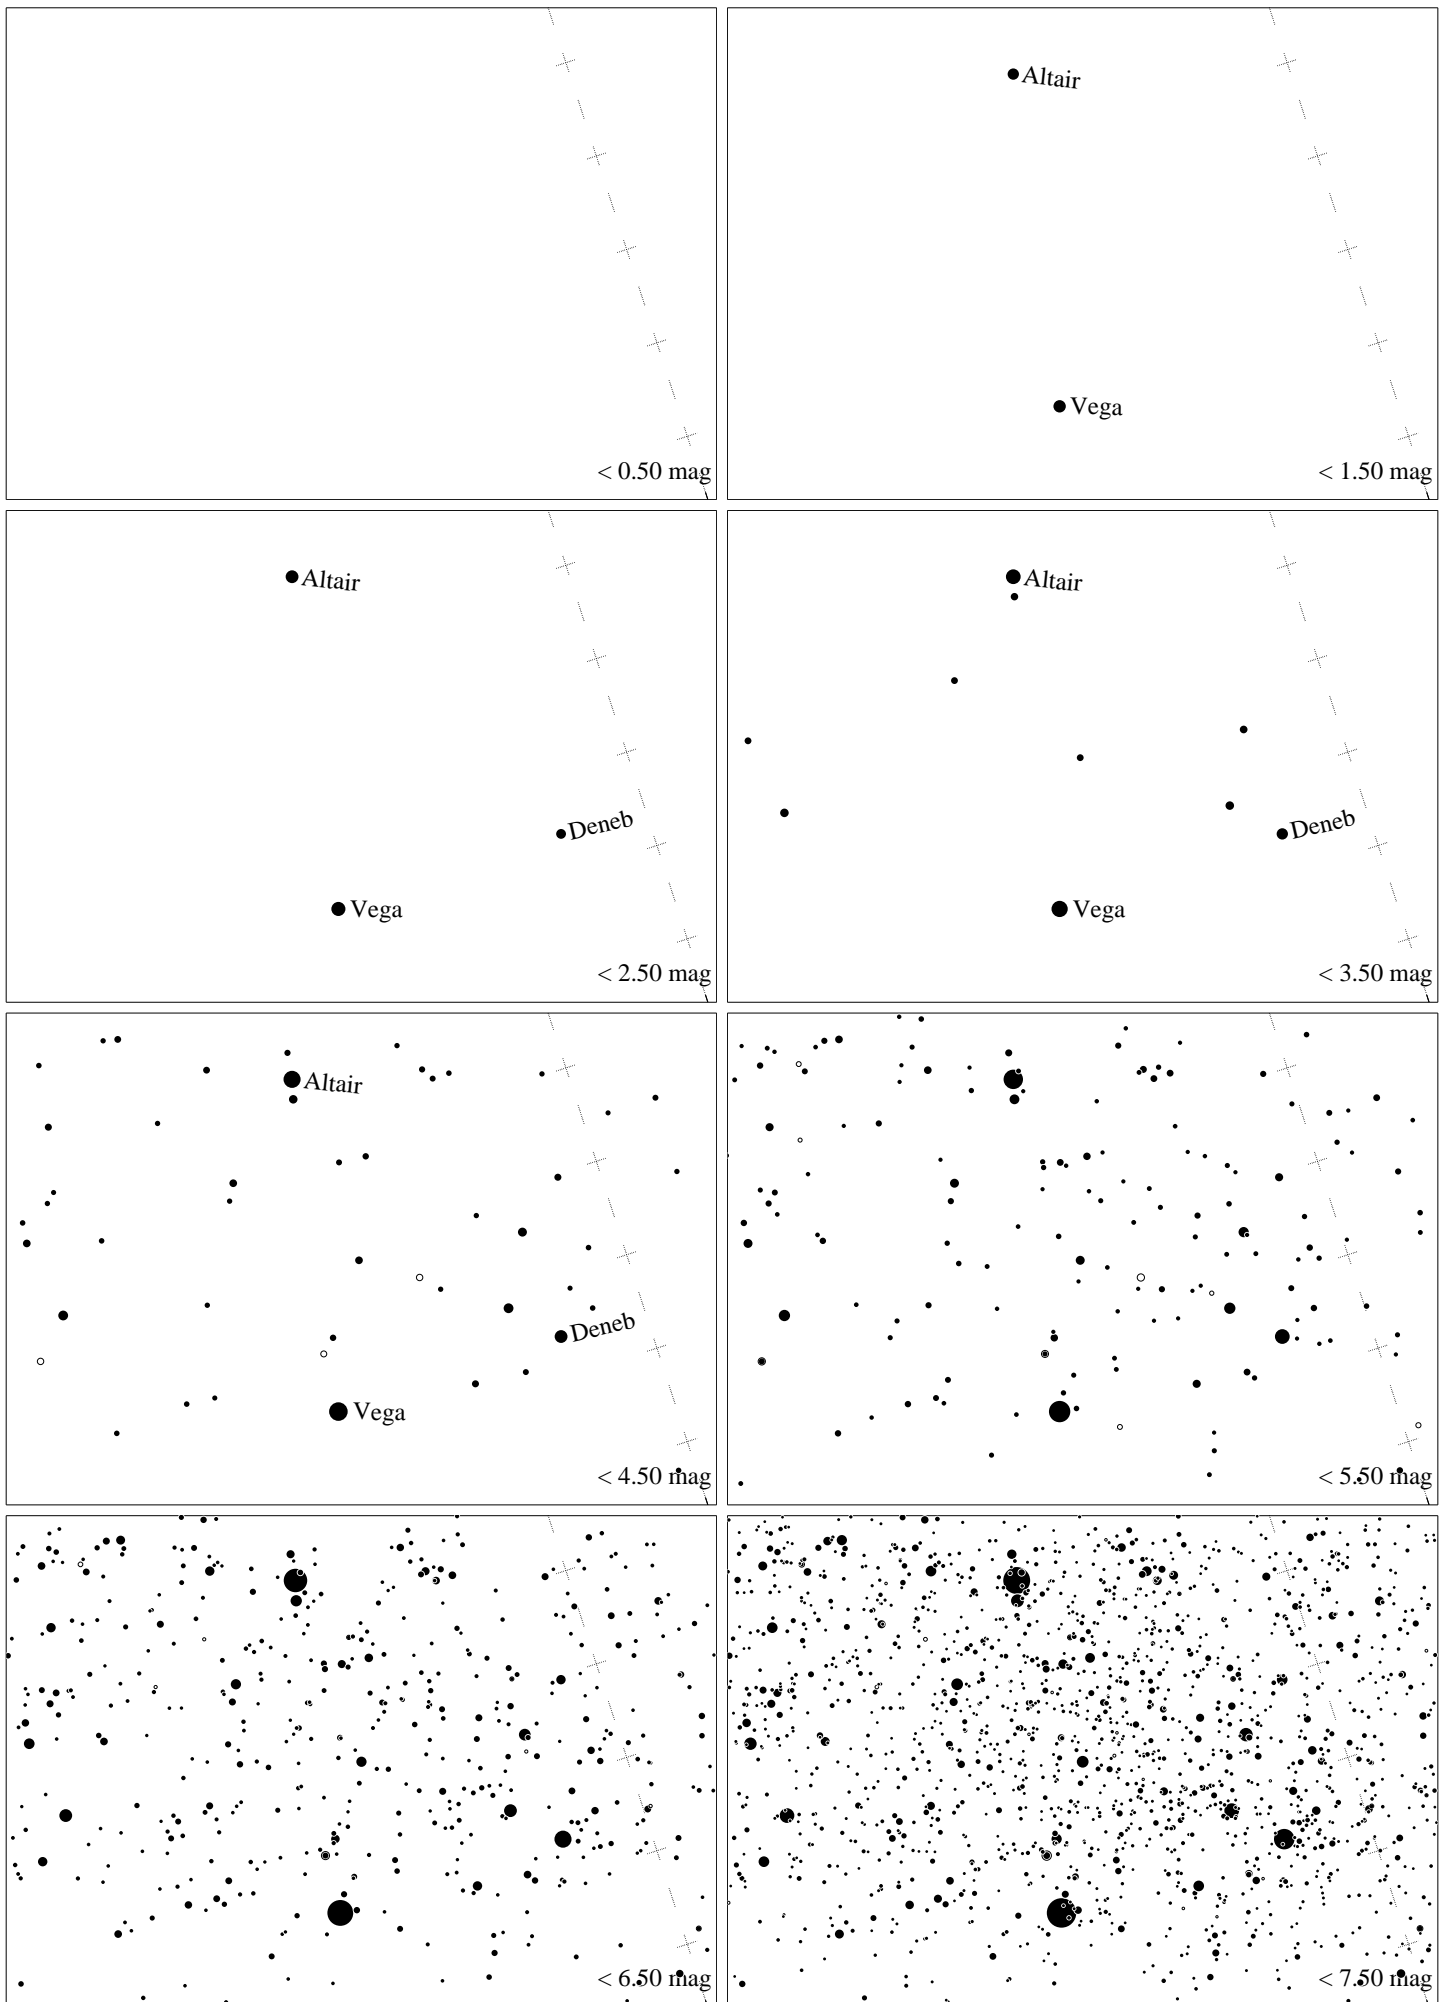 < 0.50 mag
Altair
Vega
< 1.50 mag
Altair
Deneb
Vega
< 2.50 mag
Altair
Deneb
Vega
< 3.50 mag
Altair
Deneb
Vega
< 4.50 mag
< 5.50 mag
< 6.50 mag
< 7.50 mag